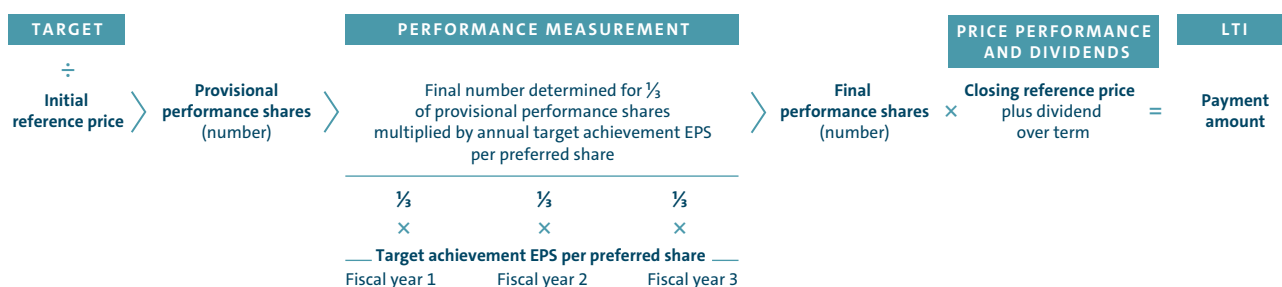 TARGET
÷
Initial
reference price
Provisional
performance shares
(number)
PERFORMANCE MEASUREMENT
Final number determined for ⅓
of provisional performance shares
multiplied by annual target achievement EPS
per preferred share
⅓ ⅓ ⅓
× × ×
Target achievement EPS per preferred share
Fiscal year 1 Fiscal year 2 Fiscal year 3
Final
performance shares
(number)
×
PRICE PERFORMANCE
AND DIVIDENDS
Closing reference price
plus dividend
over term
=
LTI
Payment
amount